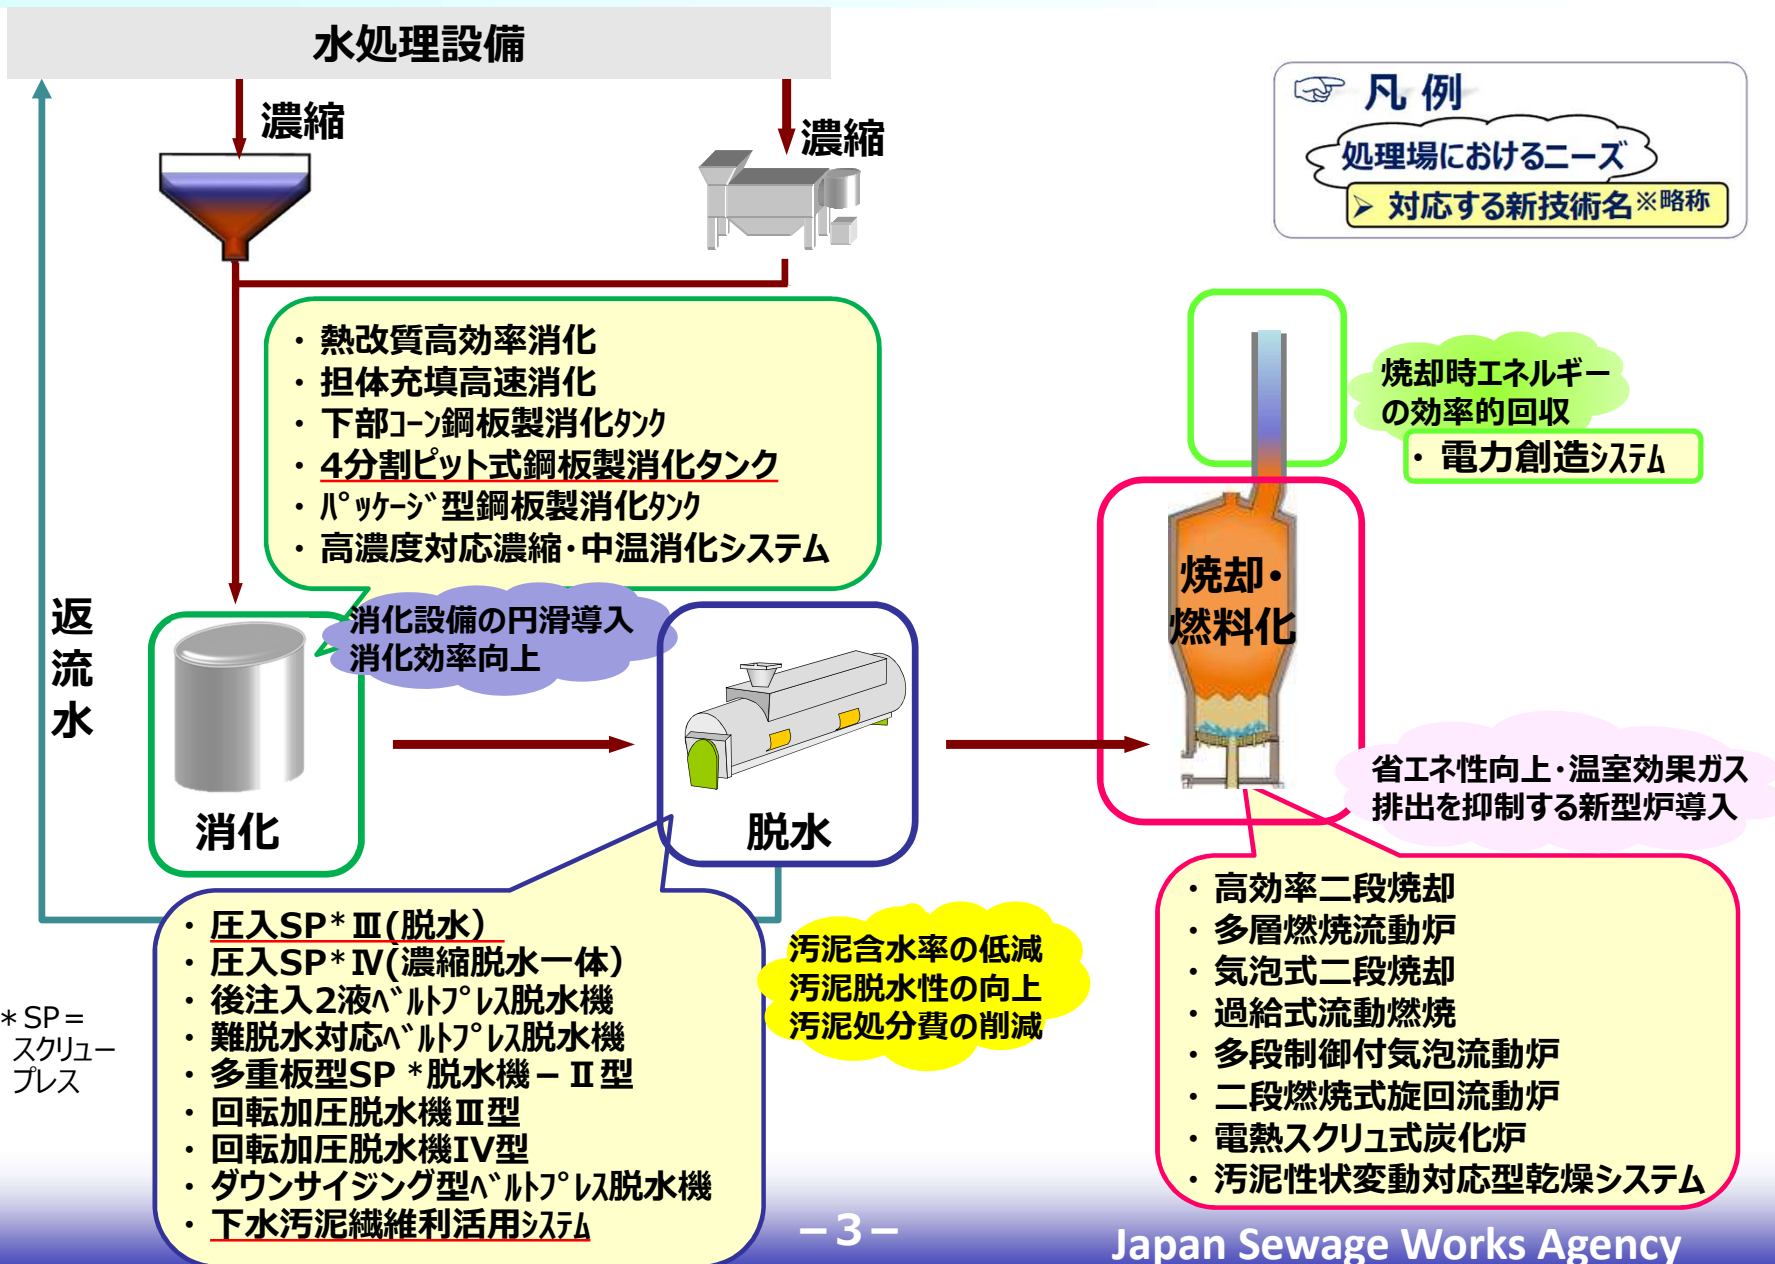 水処理設備
濃縮
濃縮
☞ 凡 例
処理場におけるニーズ
➢ 対応する新技術名※略称
・ 熱改質高効率消化
・ 担体充填高速消化
・ 下部ｺｰﾝ鋼板製消化ﾀﾝｸ
・ 4分割ピット式鋼板製消化タンク
・ ﾊﾟｯｹｰｼﾞ型鋼板製消化ﾀﾝｸ
・ 高濃度対応濃縮・中温消化システム
焼却時エネルギー
の効率的回収
・ 電力創造ｼｽﾃﾑ
消化設備の円滑導入
消化効率向上
返流水
消化
脱水
焼却・
燃料化
省エネ性向上・温室効果ガス
排出を抑制する新型炉導入
・ 圧入SP*Ⅲ(脱水）
・ 圧入SP*Ⅳ(濃縮脱水一体）
・ 後注入2液ﾍﾞﾙﾄﾌﾟﾚｽ脱水機
・ 難脱水対応ﾍﾞﾙﾄﾌﾟﾚｽ脱水機
・ 多重板型SP *脱水機－Ⅱ型
・ 回転加圧脱水機Ⅲ型
・ 回転加圧脱水機IV型
・ ダウンサイジング型ﾍﾞﾙﾄﾌﾟﾚｽ脱水機
・ 下水汚泥繊維利活用ｼｽﾃﾑ
汚泥含水率の低減
汚泥脱水性の向上
汚泥処分費の削減
・ 高効率二段焼却
・ 多層燃焼流動炉
・ 気泡式二段焼却
・ 過給式流動燃焼
・ 多段制御付気泡流動炉
・ 二段燃焼式旋回流動炉
・ 電熱スクリュ式炭化炉
・ 汚泥性状変動対応型乾燥システム
＊SP＝
スクリュー
プレス
－3－
Japan Sewage Works Agency